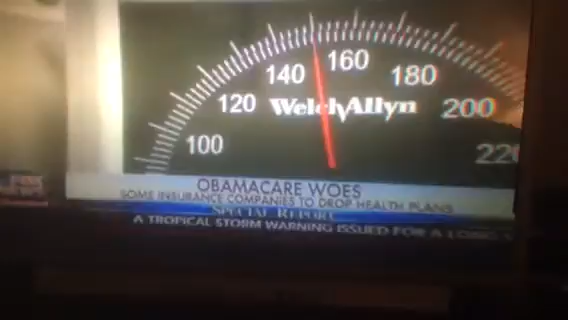 100
120
140
160
180
200
220
WelchAllyn
OBAMACARE WOES
SOME INSURANCE COMPANIES TO DROP HEALTH PLANS
SPECIAL REPORT
A TROPICAL STORM WARNING ISSUED FOR A